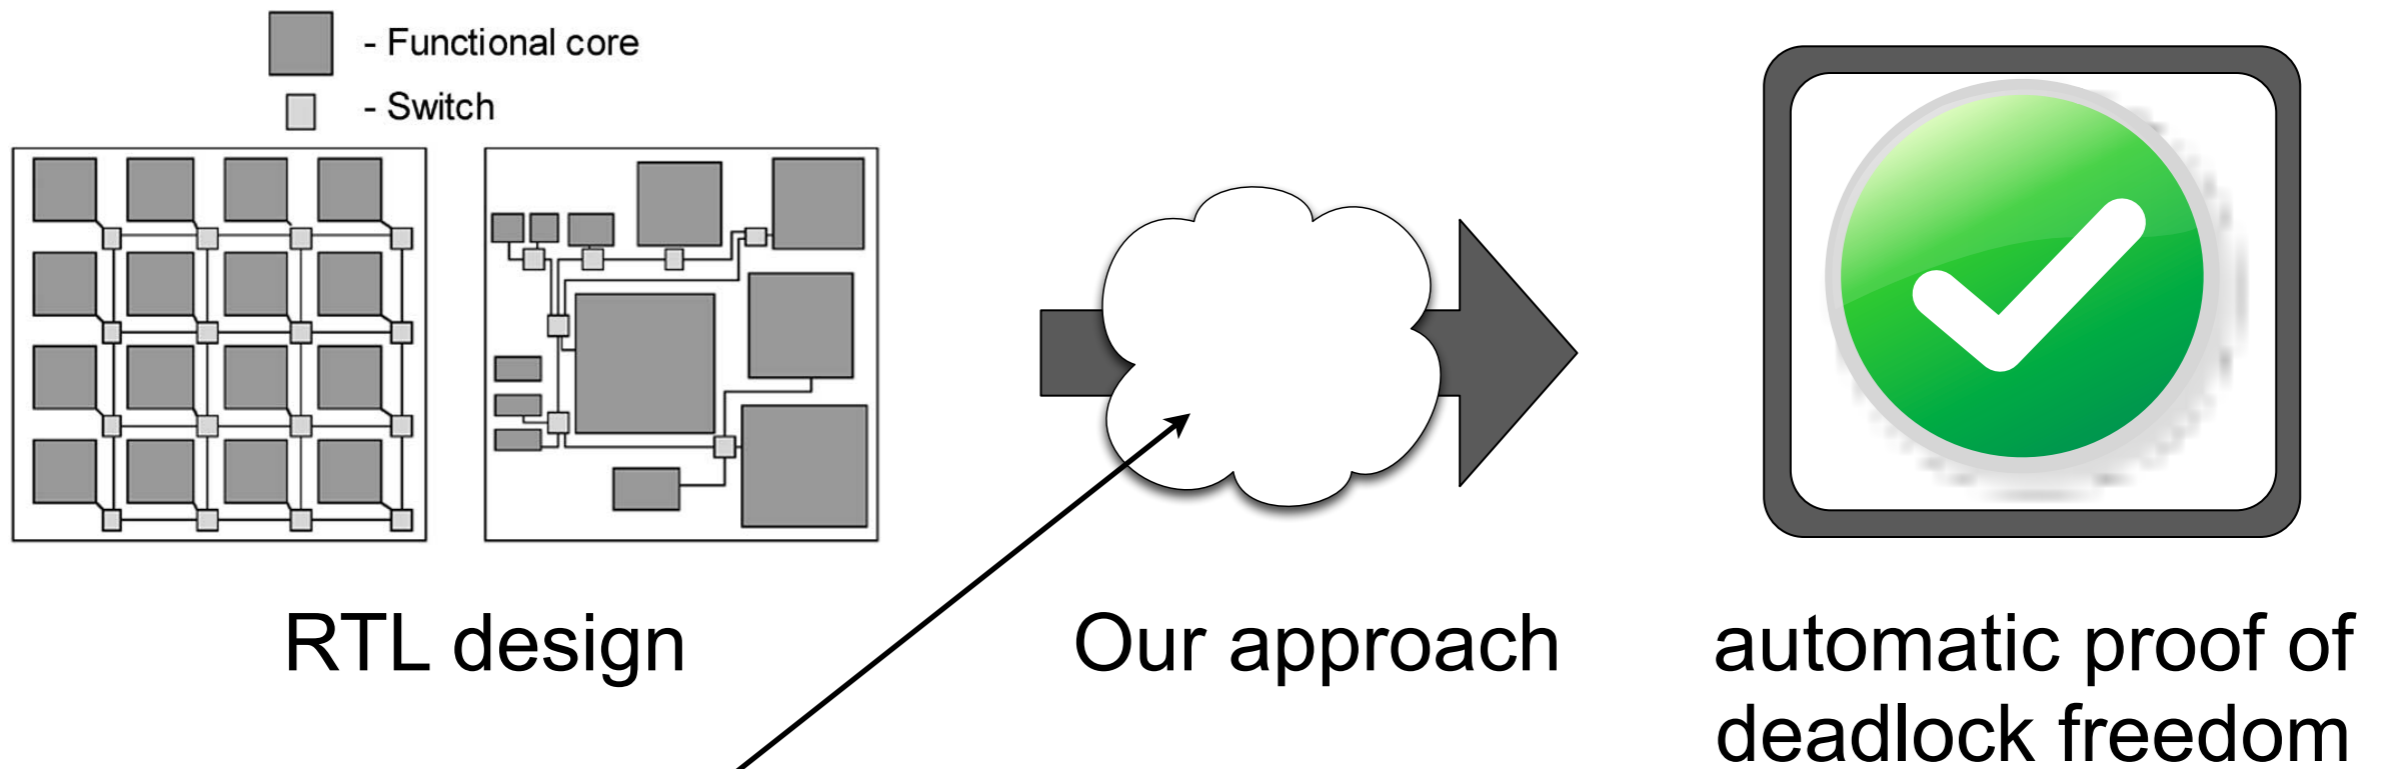 - Functional core
- Switch
RTL design
Our approach
automatic proof of
deadlock freedom